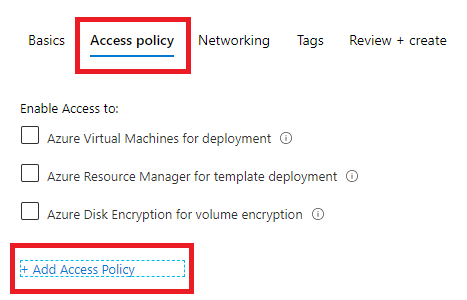 Basics Access policy Networking Tags Review + create
Enable Access to:
Azure Virtual Machines for deployment
Azure Resource Manager for template deployment
Azure Disk Encryption for volume encryption
+ Add Access Policy